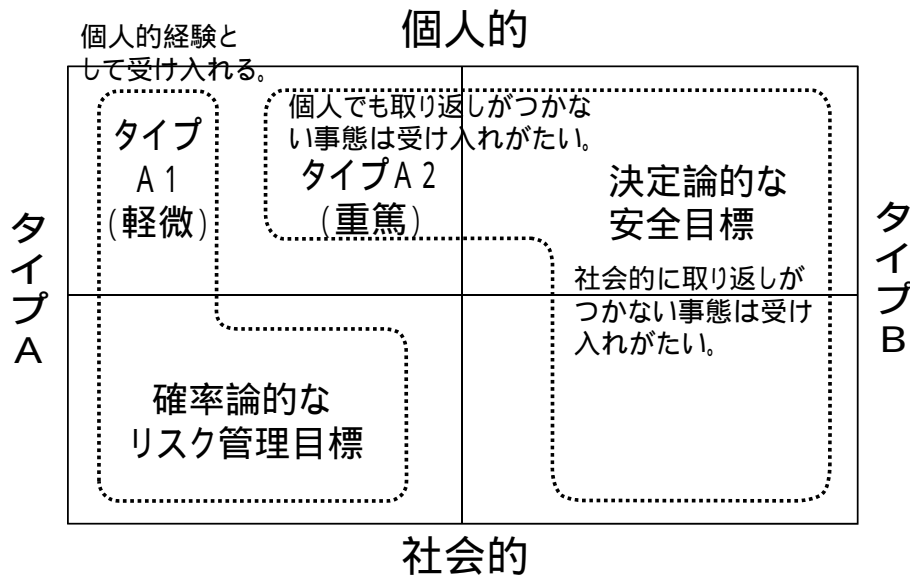 個人的
個人的経験と
して受け入れる。
タイプ
A1
(軽微)
個人でも取り返しがつかな
い事態は受け入れがたい。
タイプA2
(重篤)
決定論的な
安全目標
社会的に取り返しが
つかない事態は受け
入れがたい。
タイプA
タイプB
確率論的な
リスク管理目標
社会的